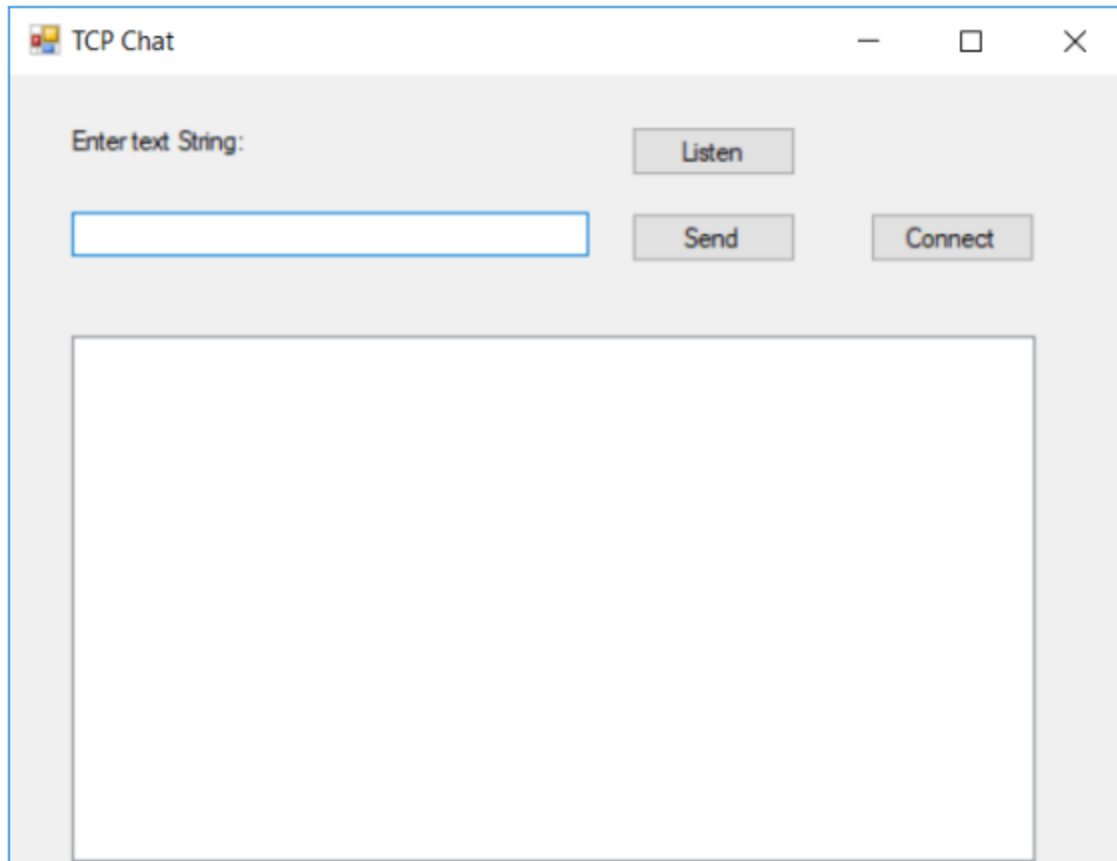 TCP Chat
Enter text String:
Listen
Send
Connect